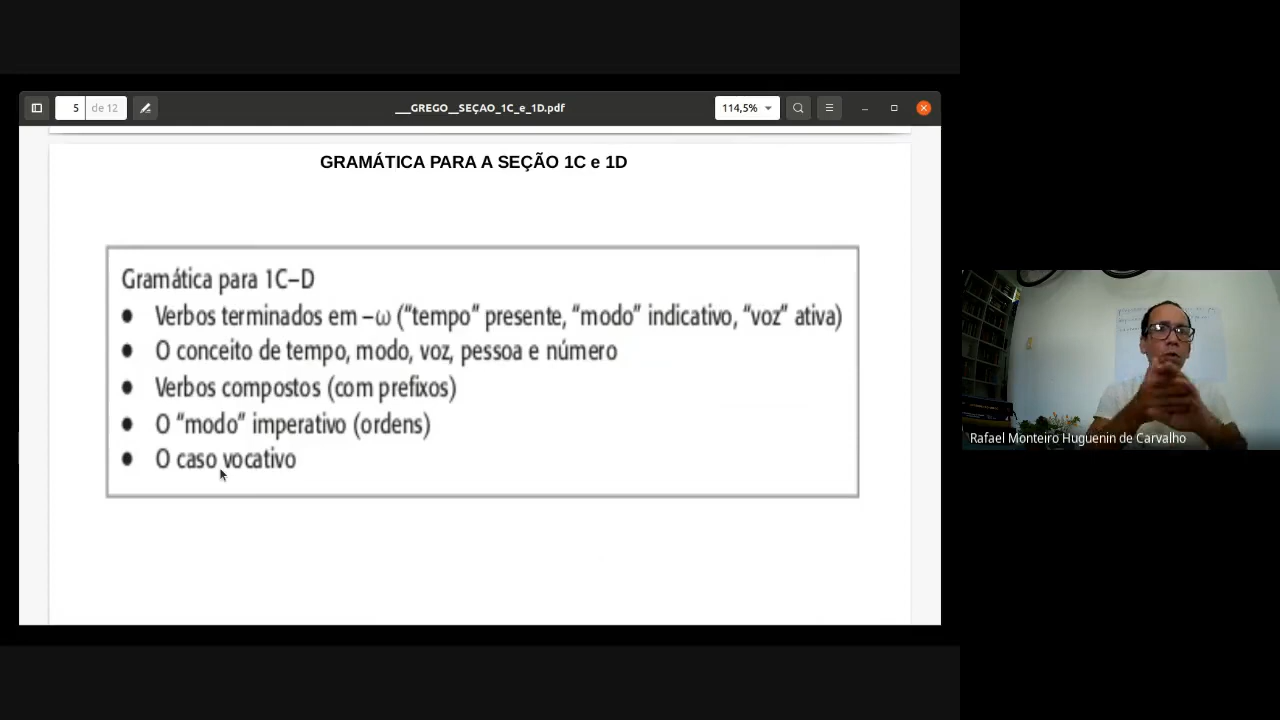 5 de 12
___GREGO__SEÇAO_1C_e_1D.pdf
114,5%
GRAMÁTICA PARA A SEÇÃO 1C e 1D
Gramática para 1C–D
• Verbos terminados em –ω (“tempo” presente, “modo” indicativo, “voz” ativa)
• O conceito de tempo, modo, voz, pessoa e número
• Verbos compostos (com prefixos)
• O “modo” imperativo (ordens)
• O caso vocativo
Rafael Monteiro Huguenin de Carvalho